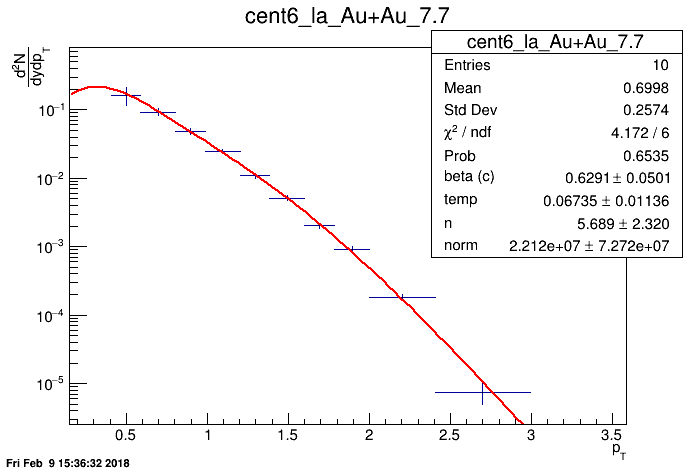 cent6_la_Au+Au_7.7
cent6_la_Au+Au_7.7
Entries 10
Mean 0.6998
Std Dev 0.2574
χ² / ndf 4.172 / 6
Prob 0.6535
beta (c) 0.6291 ± 0.0501
temp 0.06735 ± 0.01136
n 5.689 ± 2.320
norm 2.212e+07 ± 7.272e+07
d²N
dydp_T
10⁻¹
10⁻²
10⁻³
10⁻⁴
10⁻⁵
0.5 1 1.5 2 2.5 3 3.5
p_T
Fri Feb 9 15:36:32 2018